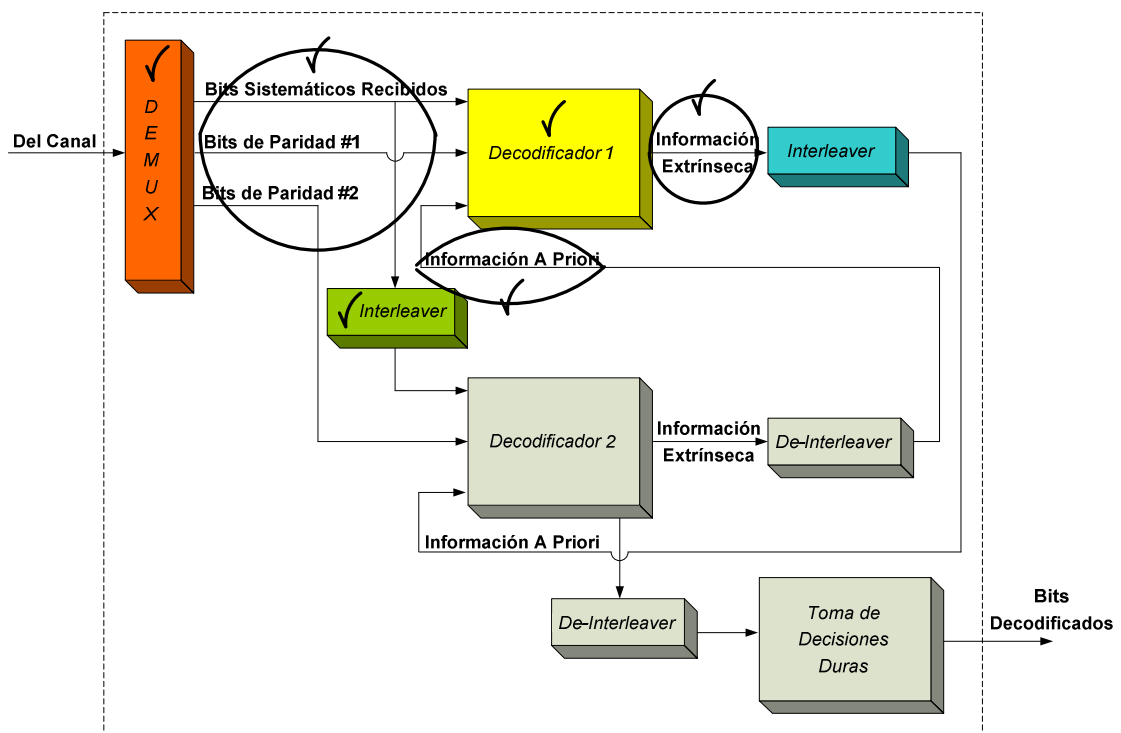 Del Canal
D
E
M
U
X
Bits Sistemáticos Recibidos
Bits de Paridad #1
Bits de Paridad #2
Decodificador 1
Información
Extrínseca
Interleaver
Información A Priori
Interleaver
Decodificador 2
Información
Extrínseca
De-Interleaver
Información A Priori
De-Interleaver
Toma de
Decisiones
Duras
Bits
Decodificados